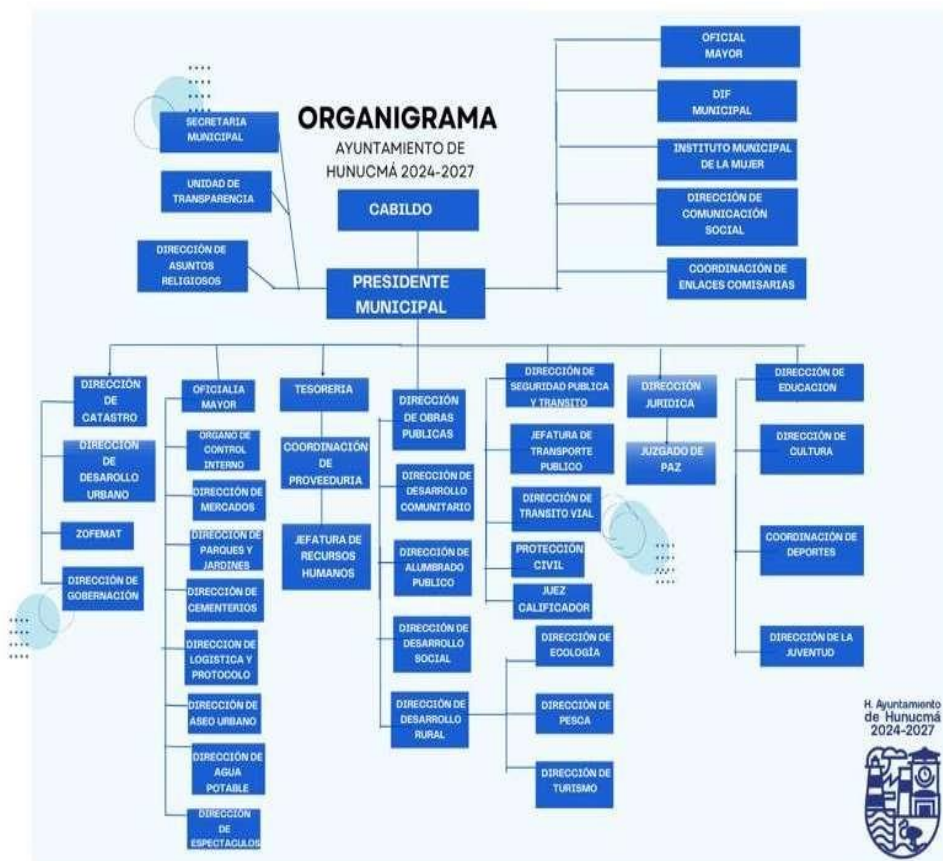 ORGANIGRAMA
AYUNTAMIENTO DE
HUNUCMÁ 2024-2027
SECRETARIA
MUNICIPAL
UNIDAD DE
TRANSPARENCIA
DIRECCIÓN DE
ASUNTOS
RELIGIOSOS
CABILDO
PRESIDENTE
MUNICIPAL
OFICIAL
MAYOR
DIF
MUNICIPAL
INSTITUTO MUNICIPAL
DE LA MUJER
DIRECCIÓN DE
COMUNICACIÓN
SOCIAL
COORDINACIÓN DE
ENLACES COMISARIAS
DIRECCIÓN
DE
CATASTRO
DIRECCION
DE
DESAROLLO
URBANO
ZOFEMAT
DIRECCIÓN DE
GOBERNACIÓN
OFICIALIA
MAYOR
ORGANO DE
CONTROL
INTERNO
DIRECCIÓN DE
MERCADOS
DIRECCIÓN DE
PARQUES Y
JARDINES
DIRECCIÓN DE
CEMENTERIOS
DIRECCION DE
LOGISTICA Y
PROTOCOLO
DIRECCIÓN DE
ASEO URBANO
DIRECCIÓN DE
AGUA
POTABLE
DIRECCIÓN
DE
ESPECTACULOS
TESORERIA
COORDINACIÓN
DE
PROVEEDURIA
JEFATURA DE
RECURSOS
HUMANOS
DIRECCIÓN
DE OBRAS
PUBLICAS
DIRECCIÓN DE
DESARROLLO
COMUNITARIO
DIRECCIÓN DE
ALUMBRADO
PUBLICO
DIRECCIÓN DE
DESARROLLO
SOCIAL
DIRECCIÓN DE
DESARROLLO
RURAL
DIRECCIÓN DE
SEGURIDAD PUBLICA
Y TRANSITO
JEFATURA DE
TRANSPORTE
PUBLICO
DIRECCIÓN DE
TRANSITO VIAL
PROTECCIÓN
CIVIL
JUEZ
CALIFICADOR
DIRECCIÓN DE
ECOLOGÍA
DIRECCIÓN DE
PESCA
DIRECCIÓN DE
TURISMO
DIRECCIÓN
JURIDICA
JUZGADO DE
PAZ
DIRECCIÓN DE
EDUCACION
DIRECCIÓN DE
CULTURA
COORDINACIÓN DE
DEPORTES
DIRECCIÓN DE LA
JUVENTUD
H. Ayuntamiento
de Hunucmá
2024-2027